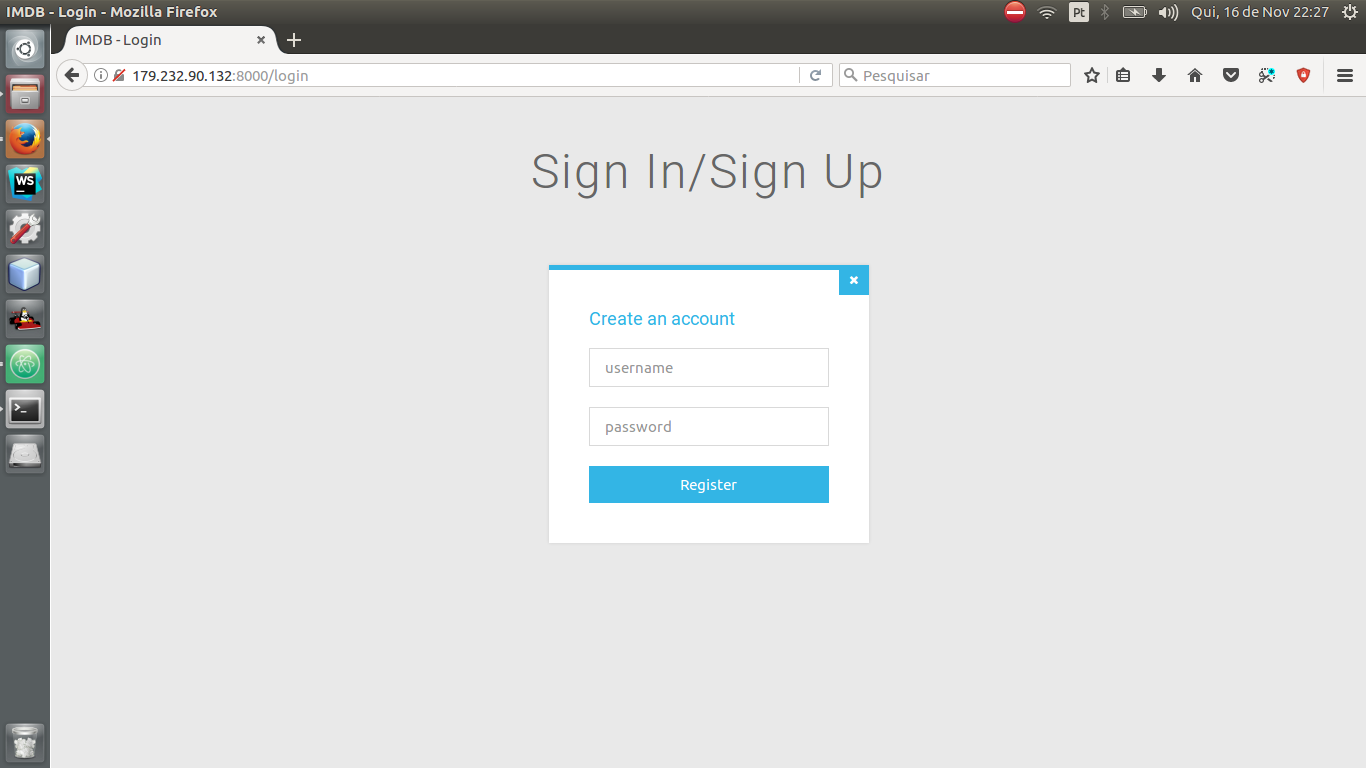 IMDB - Login - Mozilla Firefox
Pt
Qui, 16 de Nov 22:27
IMDB - Login
179.232.90.132:8000/login
Pesquisar
WS
Sign In/Sign Up
Create an account
username
password
Register